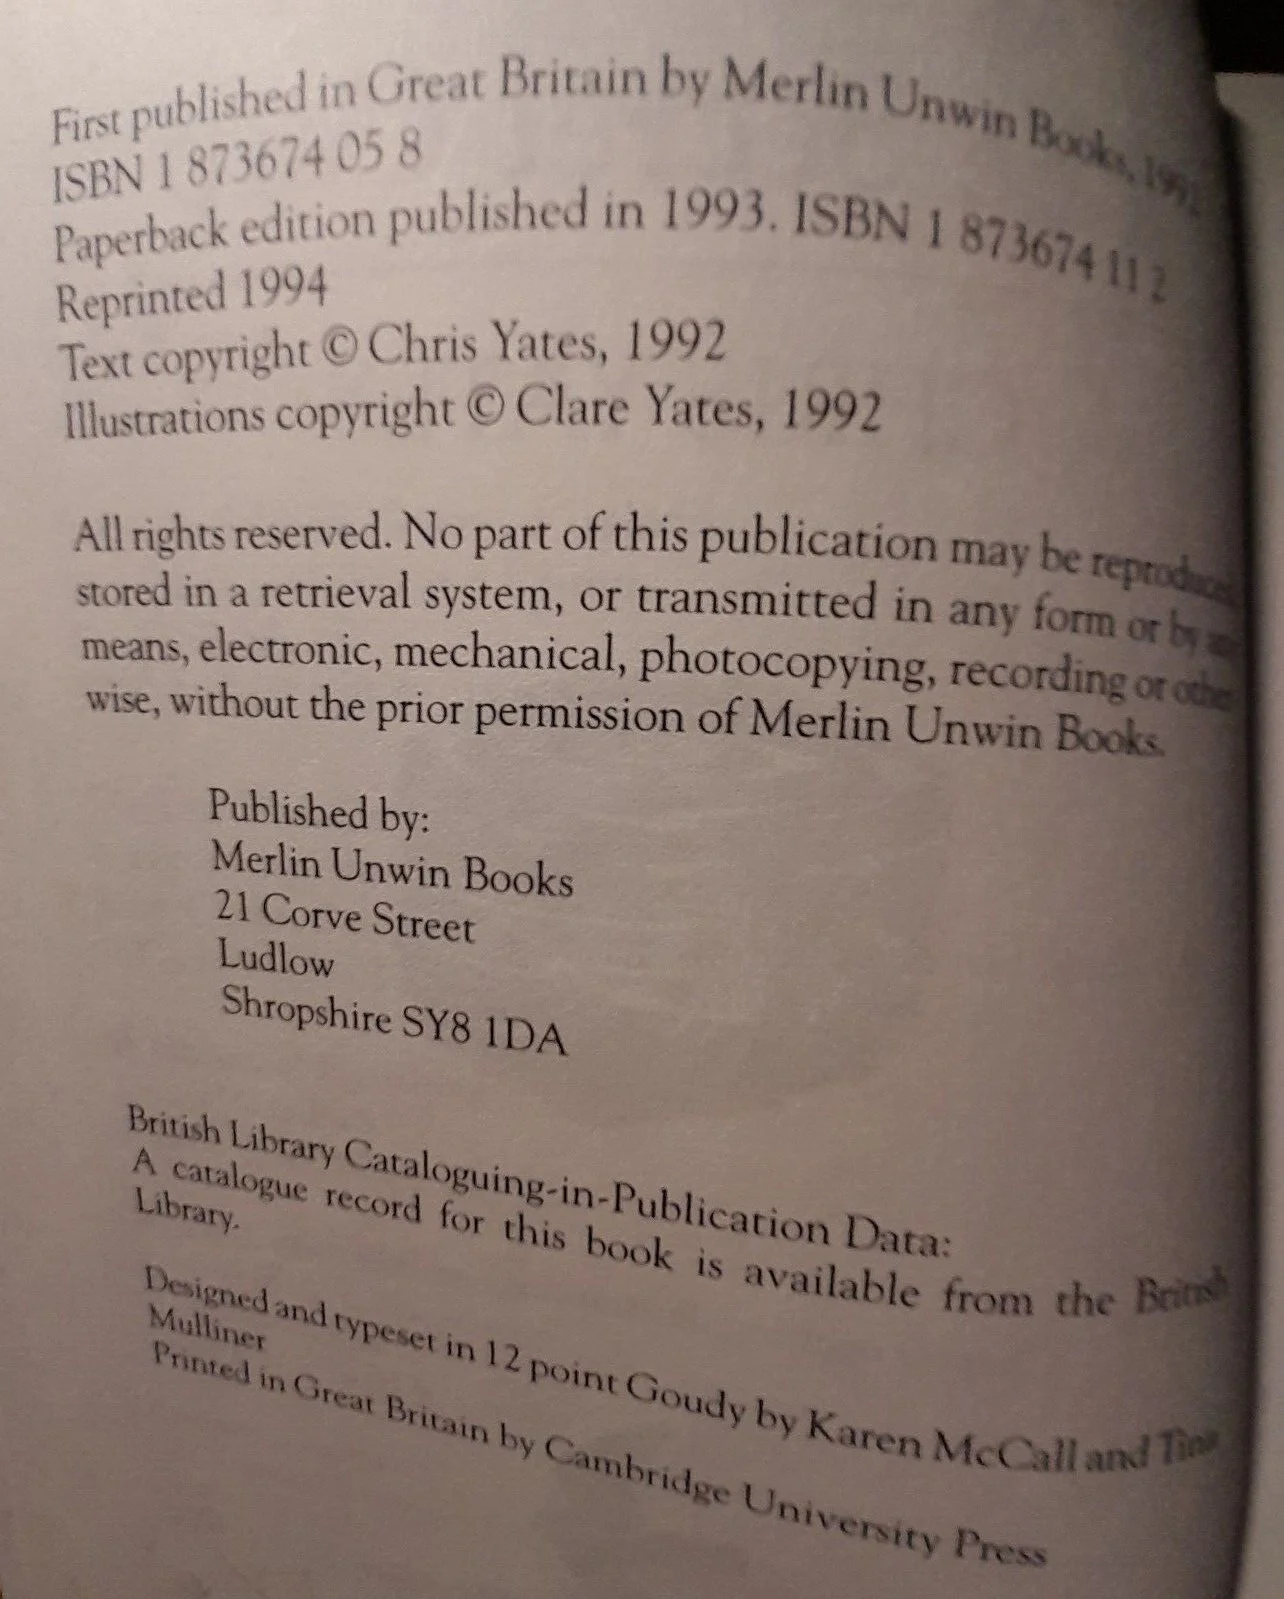 First published in Great Britain by Merlin Unwin Books, 1992
ISBN 1 873674 05 8
Paperback edition published in 1993. ISBN 1 873674 11 2
Reprinted 1994
Text copyright © Chris Yates, 1992
Illustrations copyright © Clare Yates, 1992
All rights reserved. No part of this publication may be reproduced,
stored in a retrieval system, or transmitted in any form or by any
means, electronic, mechanical, photocopying, recording or other-
wise, without the prior permission of Merlin Unwin Books.
Published by:
Merlin Unwin Books
21 Corve Street
Ludlow
Shropshire SY8 1DA
British Library Cataloguing-in-Publication Data:
A catalogue record for this book is available from the British
Library.
Designed and typeset in 12 point Goudy by Karen McCall and Tina
Mulliner
Printed in Great Britain by Cambridge University Press